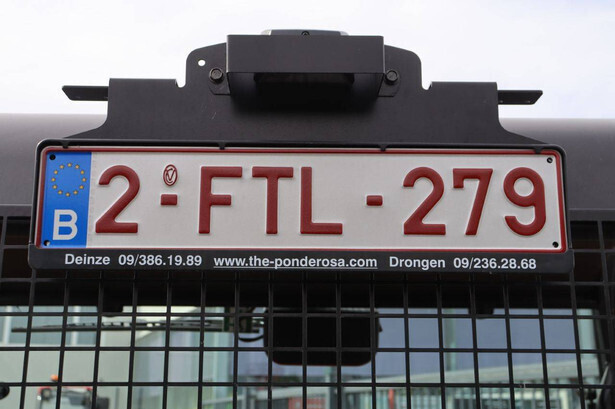 B 2-FTL-279
Deinze 09/386.19.89 www.the-ponderosa.com Drongen 09/236.28.68